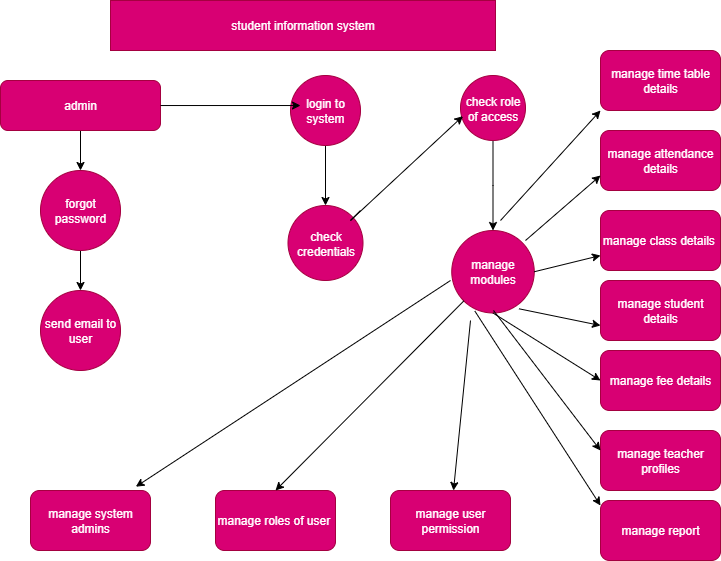 student information system
admin
login to
system
check role
of access
manage time table
details
manage attendance
details
forgot
password
check
credentials
manage class details
manage
modules
send email to
user
manage student
details
manage fee details
manage teacher
profiles
manage system
admins
manage roles of user
manage user
permission
manage report